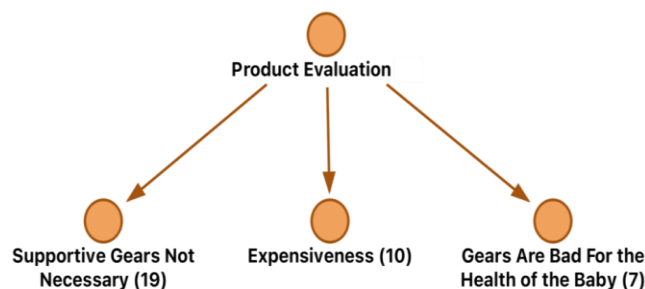 Product Evaluation
Supportive Gears Not
Necessary (19)
Expensiveness (10)
Gears Are Bad For the
Health of the Baby (7)